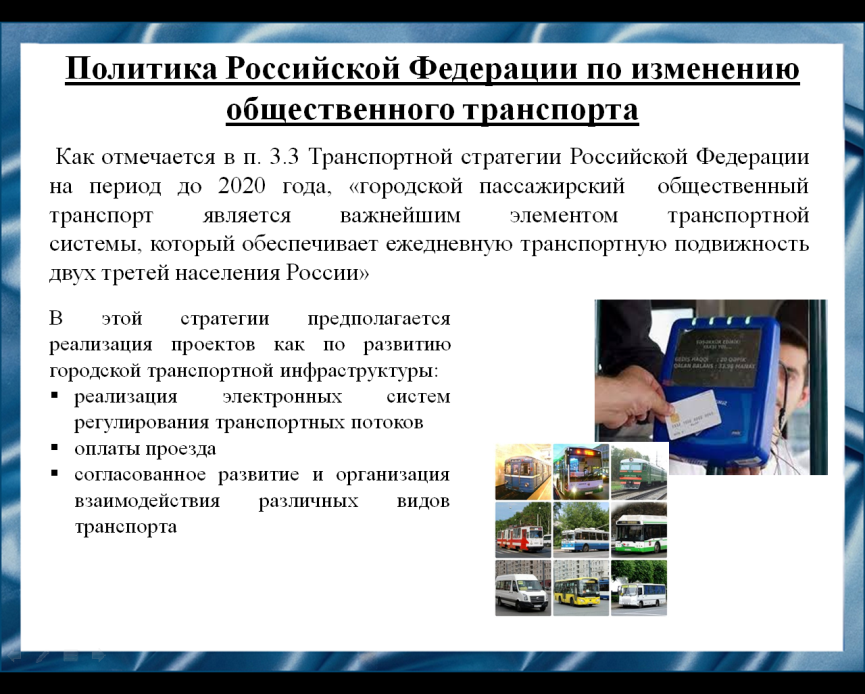 Политика Российской Федерации по изменению
общественного транспорта
Как отмечается в п. 3.3 Транспортной стратегии Российской Федерации
на период до 2020 года, «городской пассажирский общественный
транспорт является важнейшим элементом транспортной
системы, который обеспечивает ежедневную транспортную подвижность
двух третей населения России»
В этой стратегии предполагается
реализация проектов как по развитию
городской транспортной инфраструктуры:
▪ реализация электронных систем
регулирования транспортных потоков
▪ оплаты проезда
▪ согласованное развитие и организация
взаимодействия различных видов
транспорта